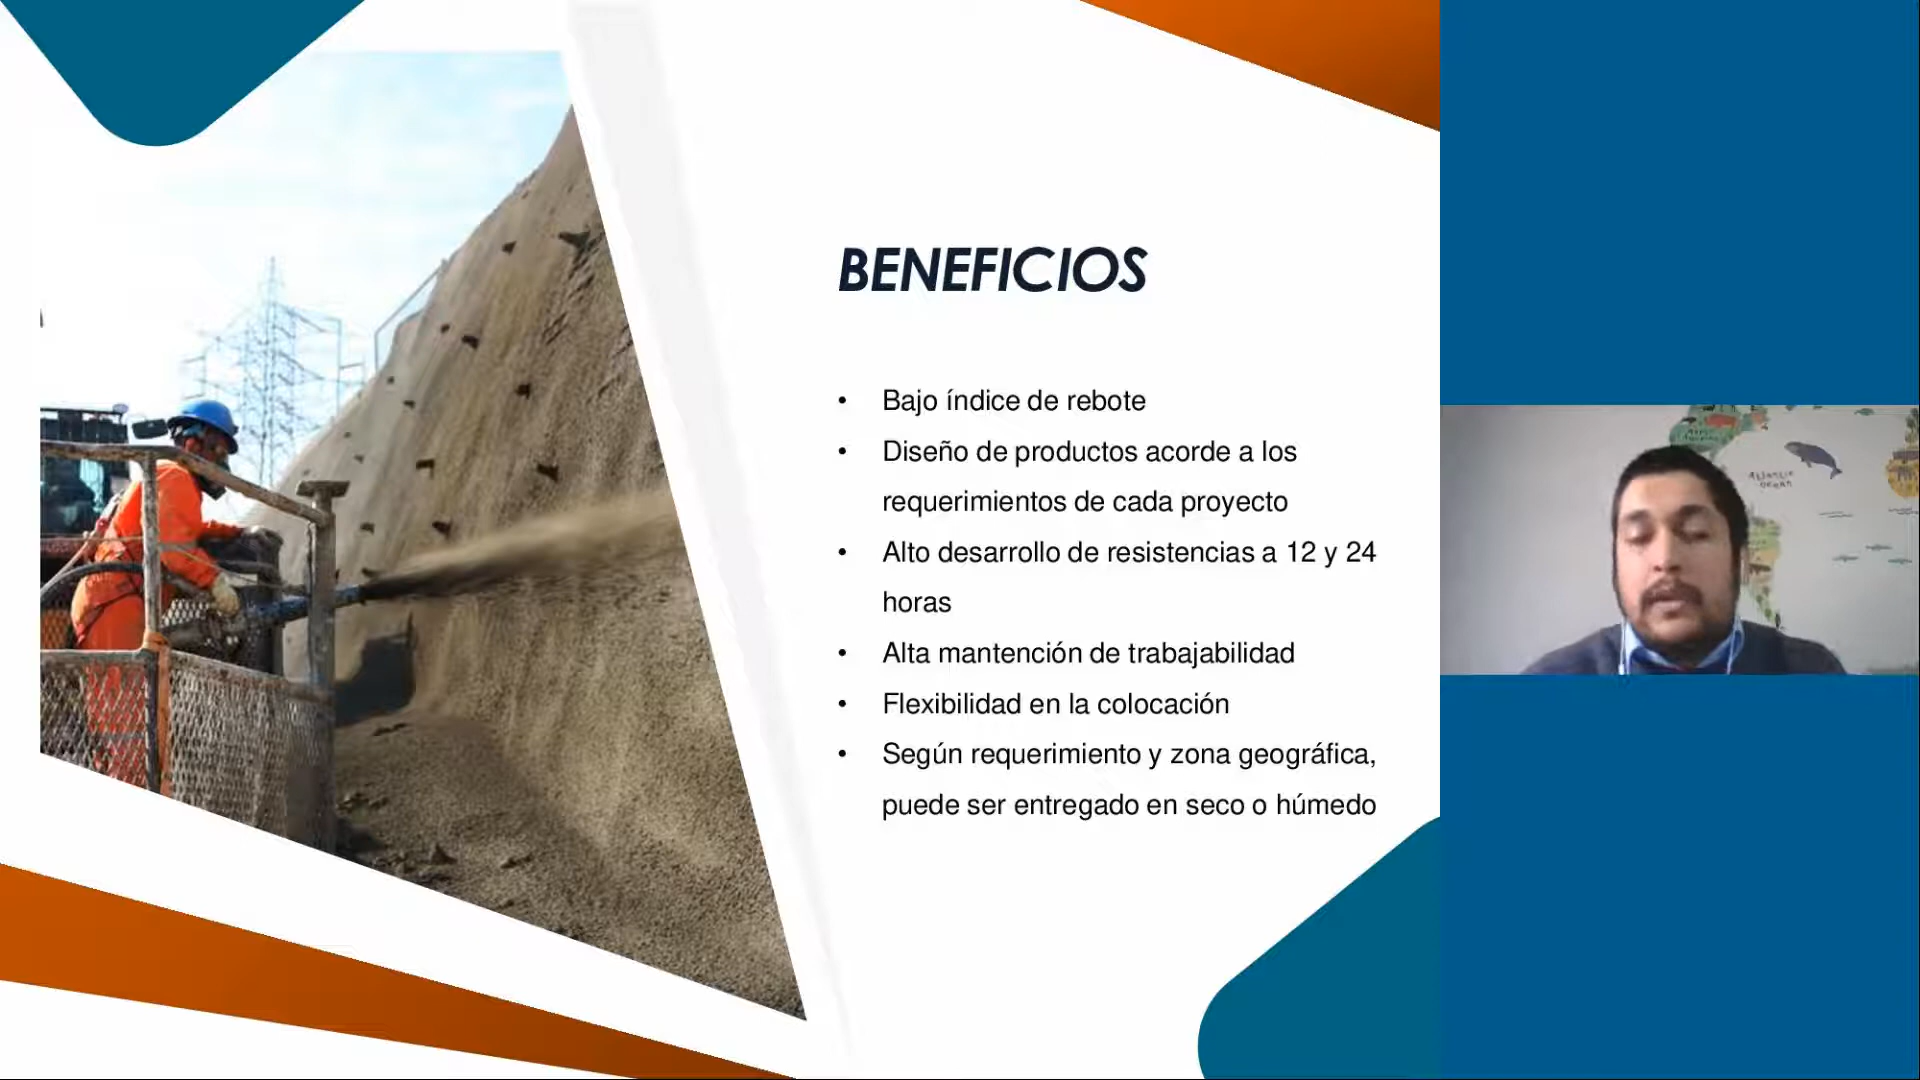 BENEFICIOS
• Bajo índice de rebote
• Diseño de productos acorde a los
requerimientos de cada proyecto
• Alto desarrollo de resistencias a 12 y 24
horas
• Alta mantención de trabajabilidad
• Flexibilidad en la colocación
• Según requerimiento y zona geográfica,
puede ser entregado en seco o húmedo